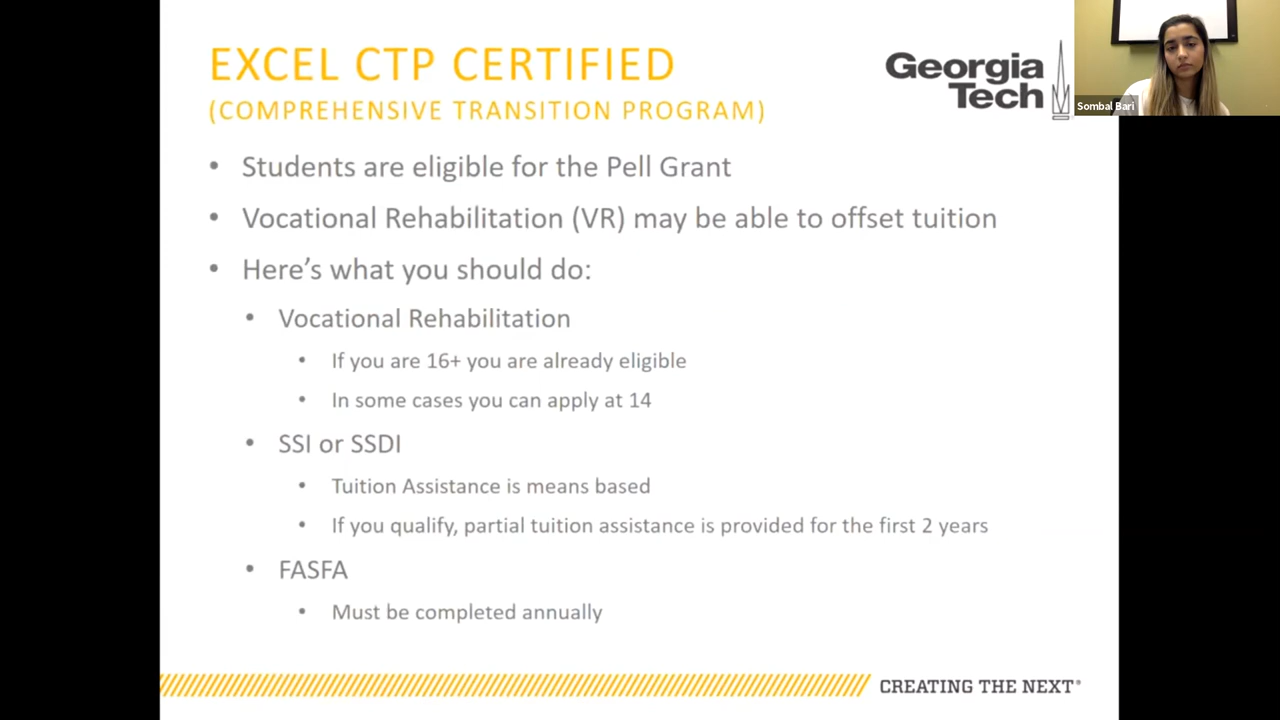 EXCEL CTP CERTIFIED
(COMPREHENSIVE TRANSITION PROGRAM)
Georgia
Tech
Sombal Bari
• Students are eligible for the Pell Grant
• Vocational Rehabilitation (VR) may be able to offset tuition
• Here's what you should do:
• Vocational Rehabilitation
• If you are 16+ you are already eligible
• In some cases you can apply at 14
• SSI or SSDI
• Tuition Assistance is means based
• If you qualify, partial tuition assistance is provided for the first 2 years
• FASFA
• Must be completed annually
CREATING THE NEXT®